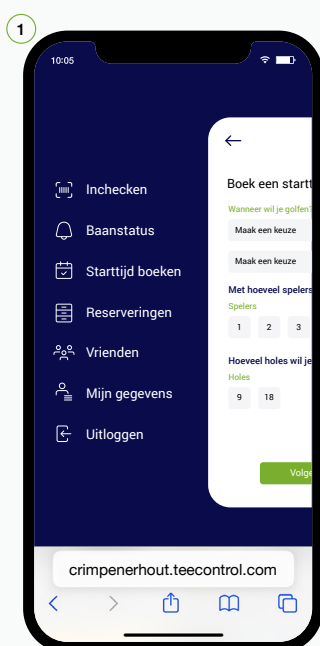 1
10:05
Inchecken
Baanstatus
Starttijd boeken
Reserveringen
Vrienden
Mijn gegevens
Uitloggen
Boek een startt
Wanneer wil je golfen?
Maak een keuze
Maak een keuze
Met hoeveel spelers
Spelers
1 2 3
Hoeveel holes wil je
Holes
9 18
Volge
crimpenerhout.teecontrol.com